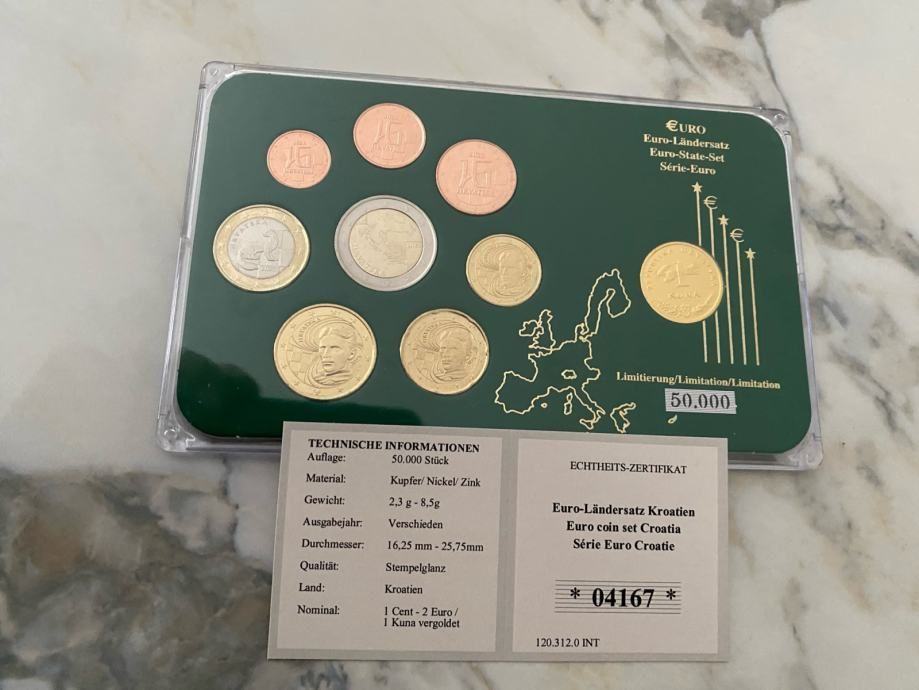 €URO
Euro-Ländersatz
Euro-State-Set
Série-Euro
HRVATSKA
1
KUNA
Limitierung/Limitation/Limitation
50.000
TECHNISCHE INFORMATIONEN
Auflage: 50.000 Stück
Material: Kupfer/ Nickel/ Zink
Gewicht: 2,3 g - 8,5g
Ausgabejahr: Verschieden
Durchmesser: 16,25 mm - 25,75mm
Qualität: Stempelglanz
Land: Kroatien
Nominal: 1 Cent - 2 Euro /
1 Kuna vergoldet
ECHTHEITS-ZERTIFIKAT
Euro-Ländersatz Kroatien
Euro coin set Croatia
Série Euro Croatie
* 04167 *
120.312.0 INT